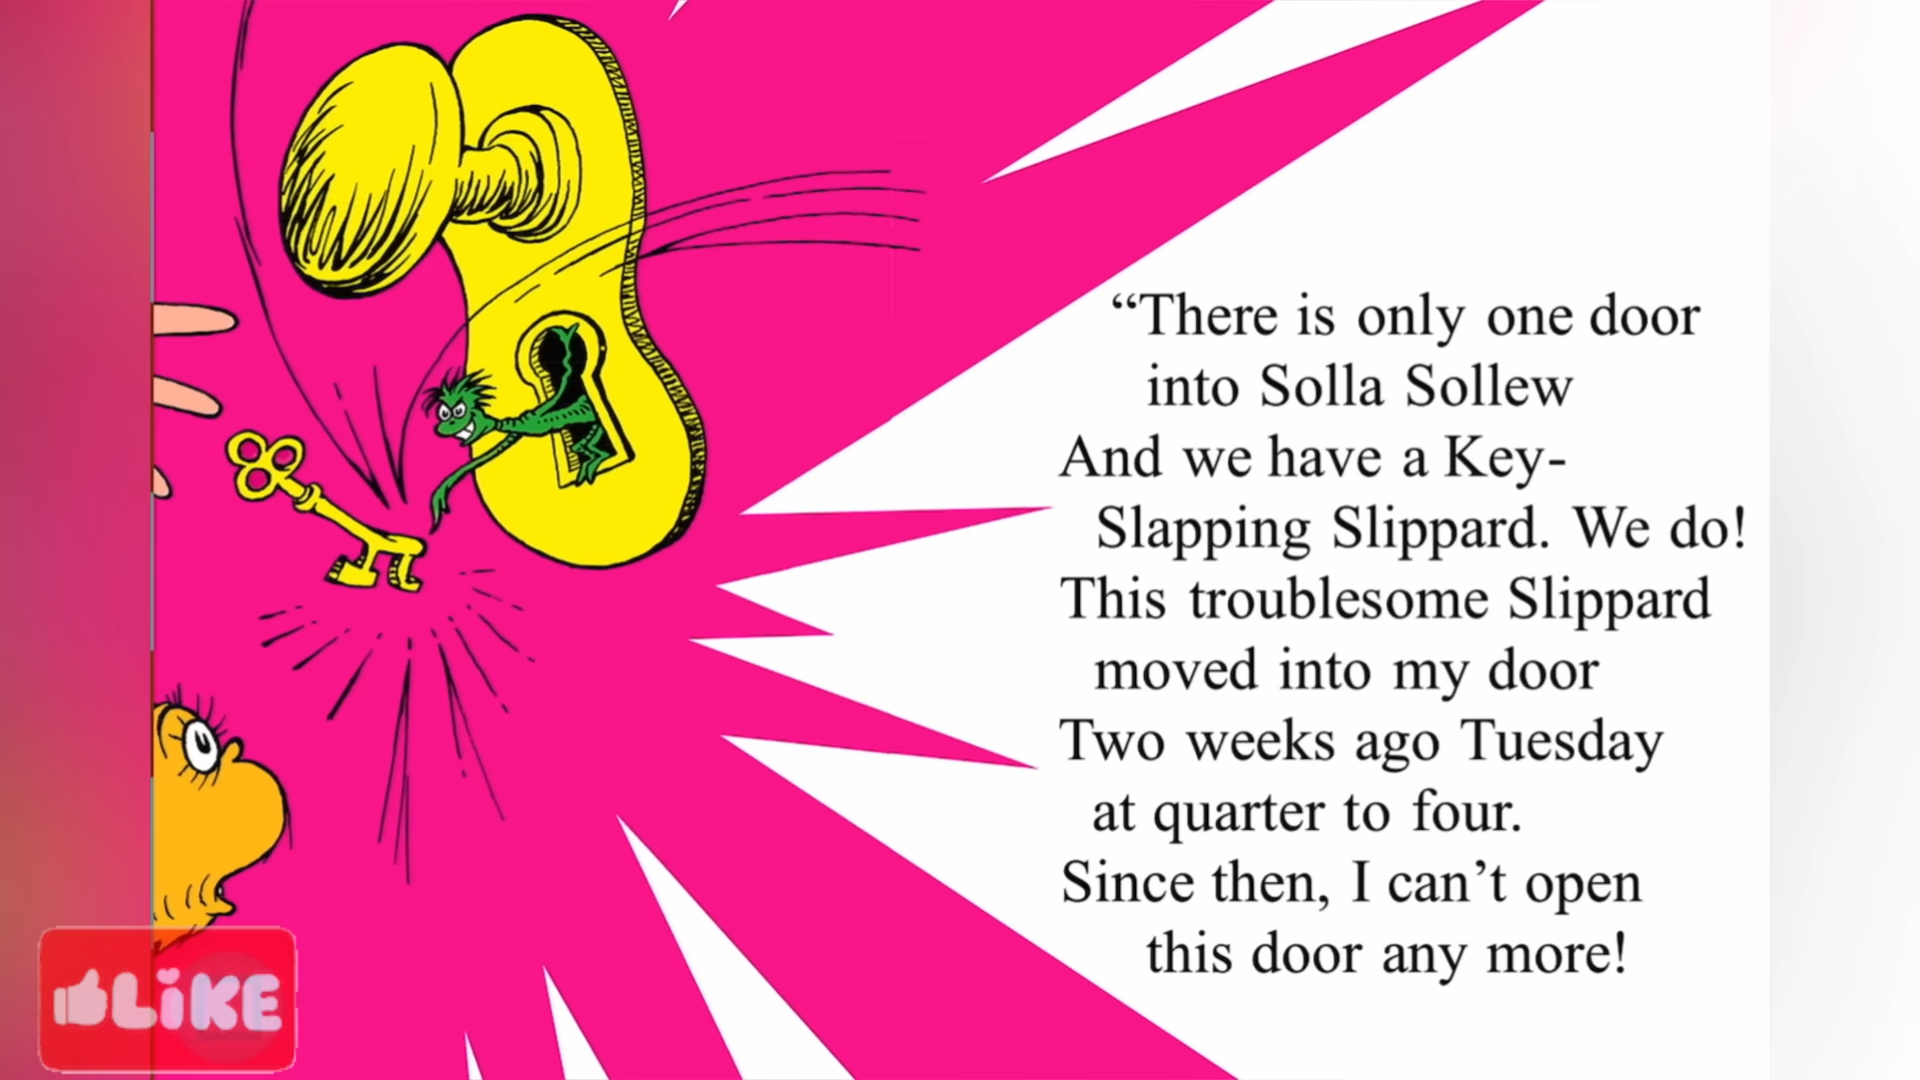 “There is only one door
into Solla Sollew
And we have a Key-
Slapping Slippard. We do!
This troublesome Slippard
moved into my door
Two weeks ago Tuesday
at quarter to four.
Since then, I can’t open
this door any more!
LiKE